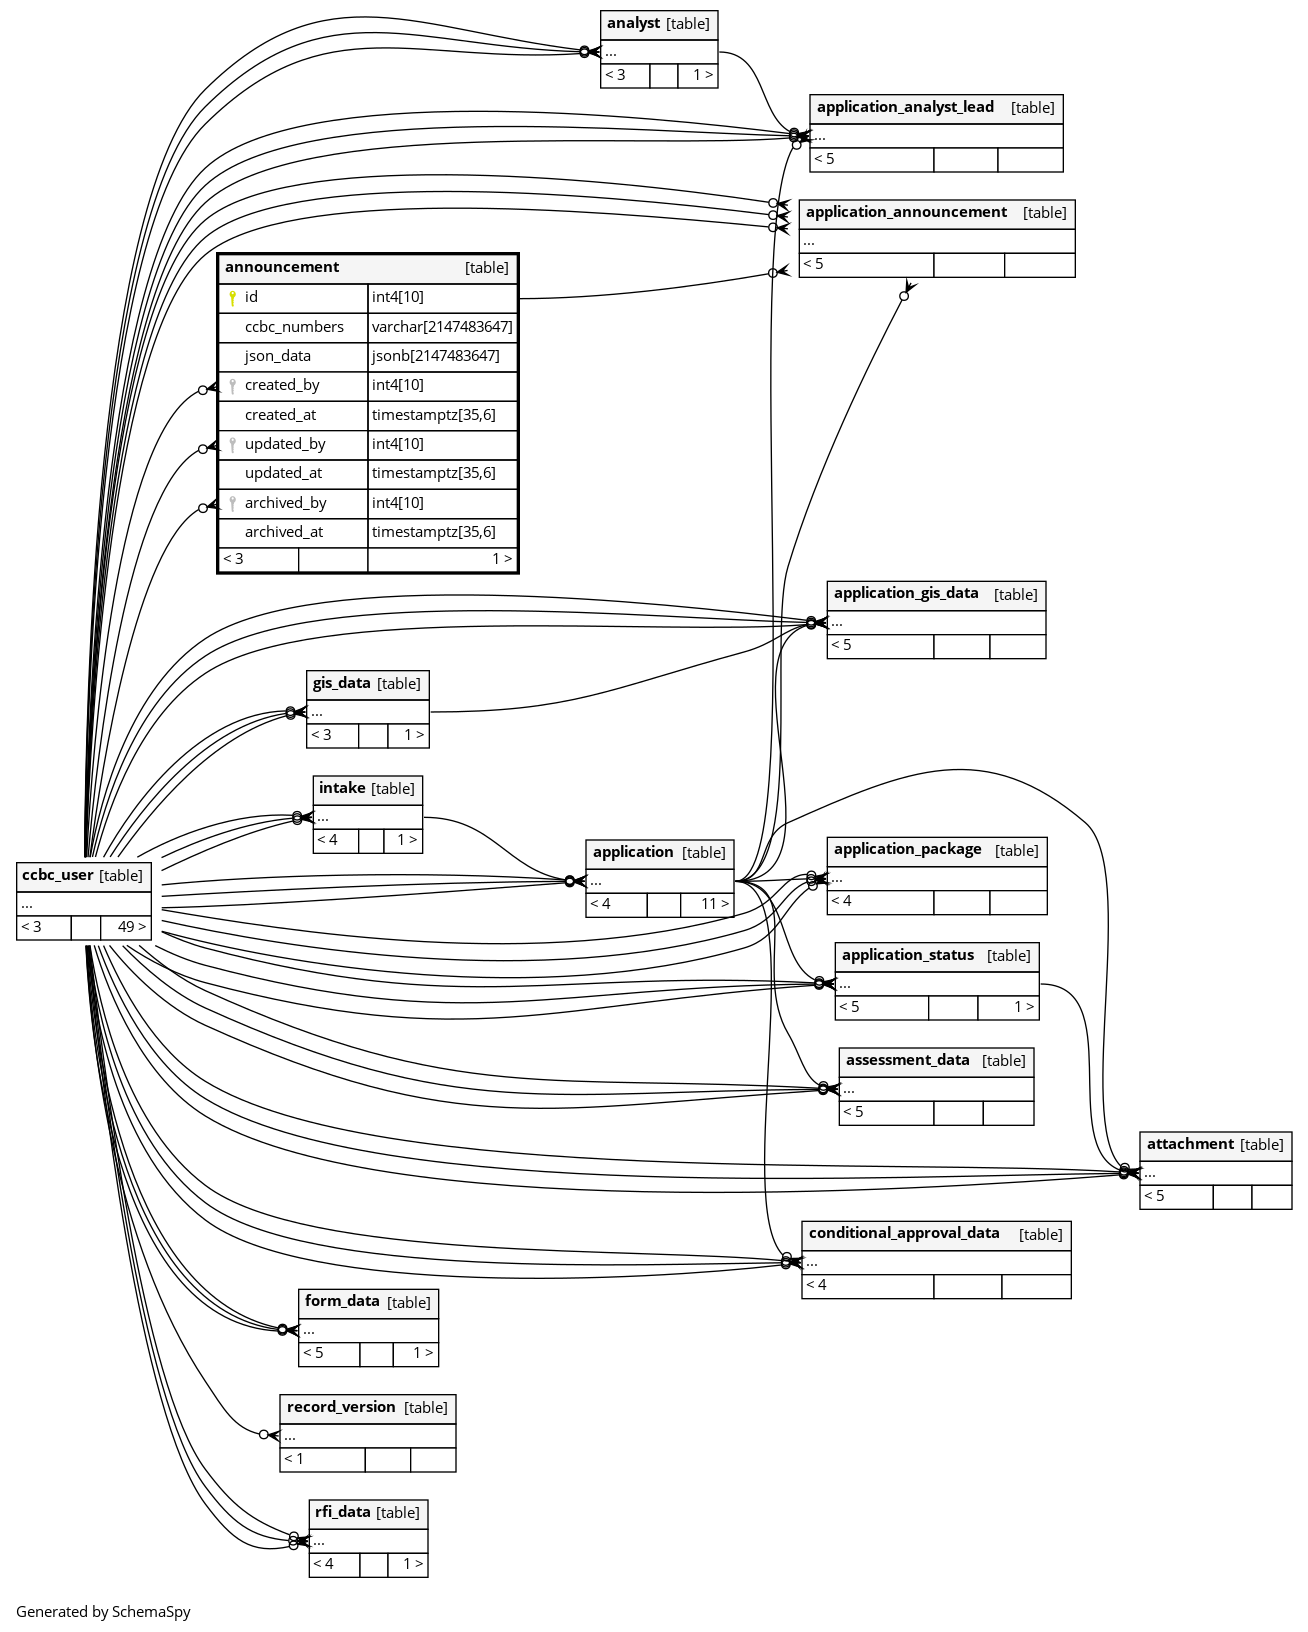 analyst [table]
...
< 3 1 >
application_analyst_lead [table]
...
< 5
application_announcement [table]
...
< 5
announcement [table]
id int4[10]
ccbc_numbers varchar[2147483647]
json_data jsonb[2147483647]
created_by int4[10]
created_at timestamptz[35,6]
updated_by int4[10]
updated_at timestamptz[35,6]
archived_by int4[10]
archived_at timestamptz[35,6]
< 3 1 >
application_gis_data [table]
...
< 5
gis_data [table]
...
< 3 1 >
intake [table]
...
< 4 1 >
application [table]
...
< 4 11 >
application_package [table]
...
< 4
ccbc_user [table]
...
< 3 49 >
application_status [table]
...
< 5 1 >
assessment_data [table]
...
< 5
attachment [table]
...
< 5
conditional_approval_data [table]
...
< 4
form_data [table]
...
< 5 1 >
record_version [table]
...
< 1
rfi_data [table]
...
< 4 1 >
Generated by SchemaSpy